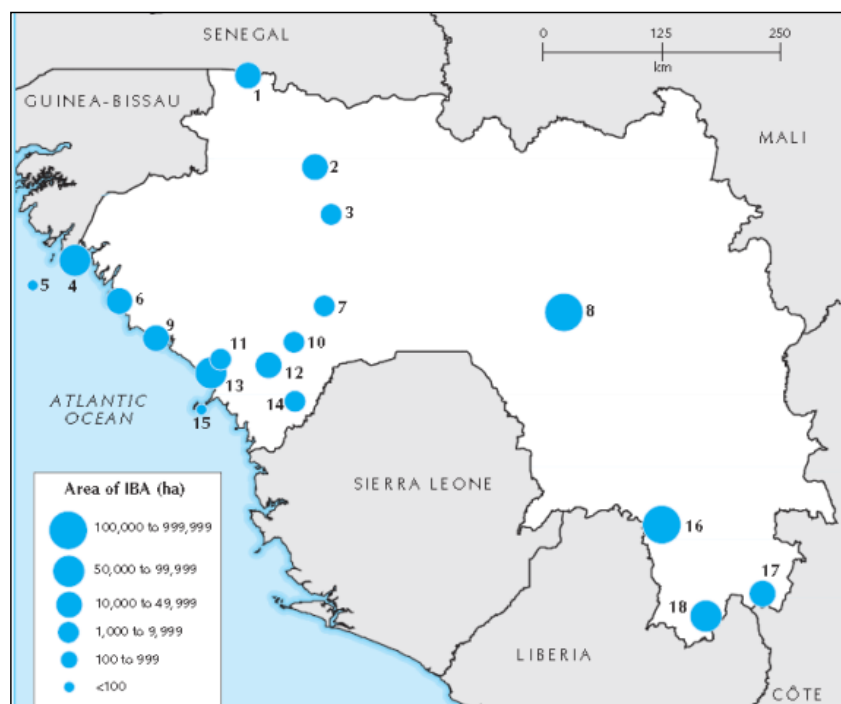 SENEGAL
0 125 250
km
GUINEA-BISSAU
1
MALI
2
3
4
5
6
7
8
9
10
11
12
13
14
15
ATLANTIC
OCEAN
SIERRA LEONE
Area of IBA (ha)
100,000 to 999,999
50,000 to 99,999
10,000 to 49,999
1,000 to 9,999
100 to 999
<100
16
17
18
LIBERIA
CÔTE